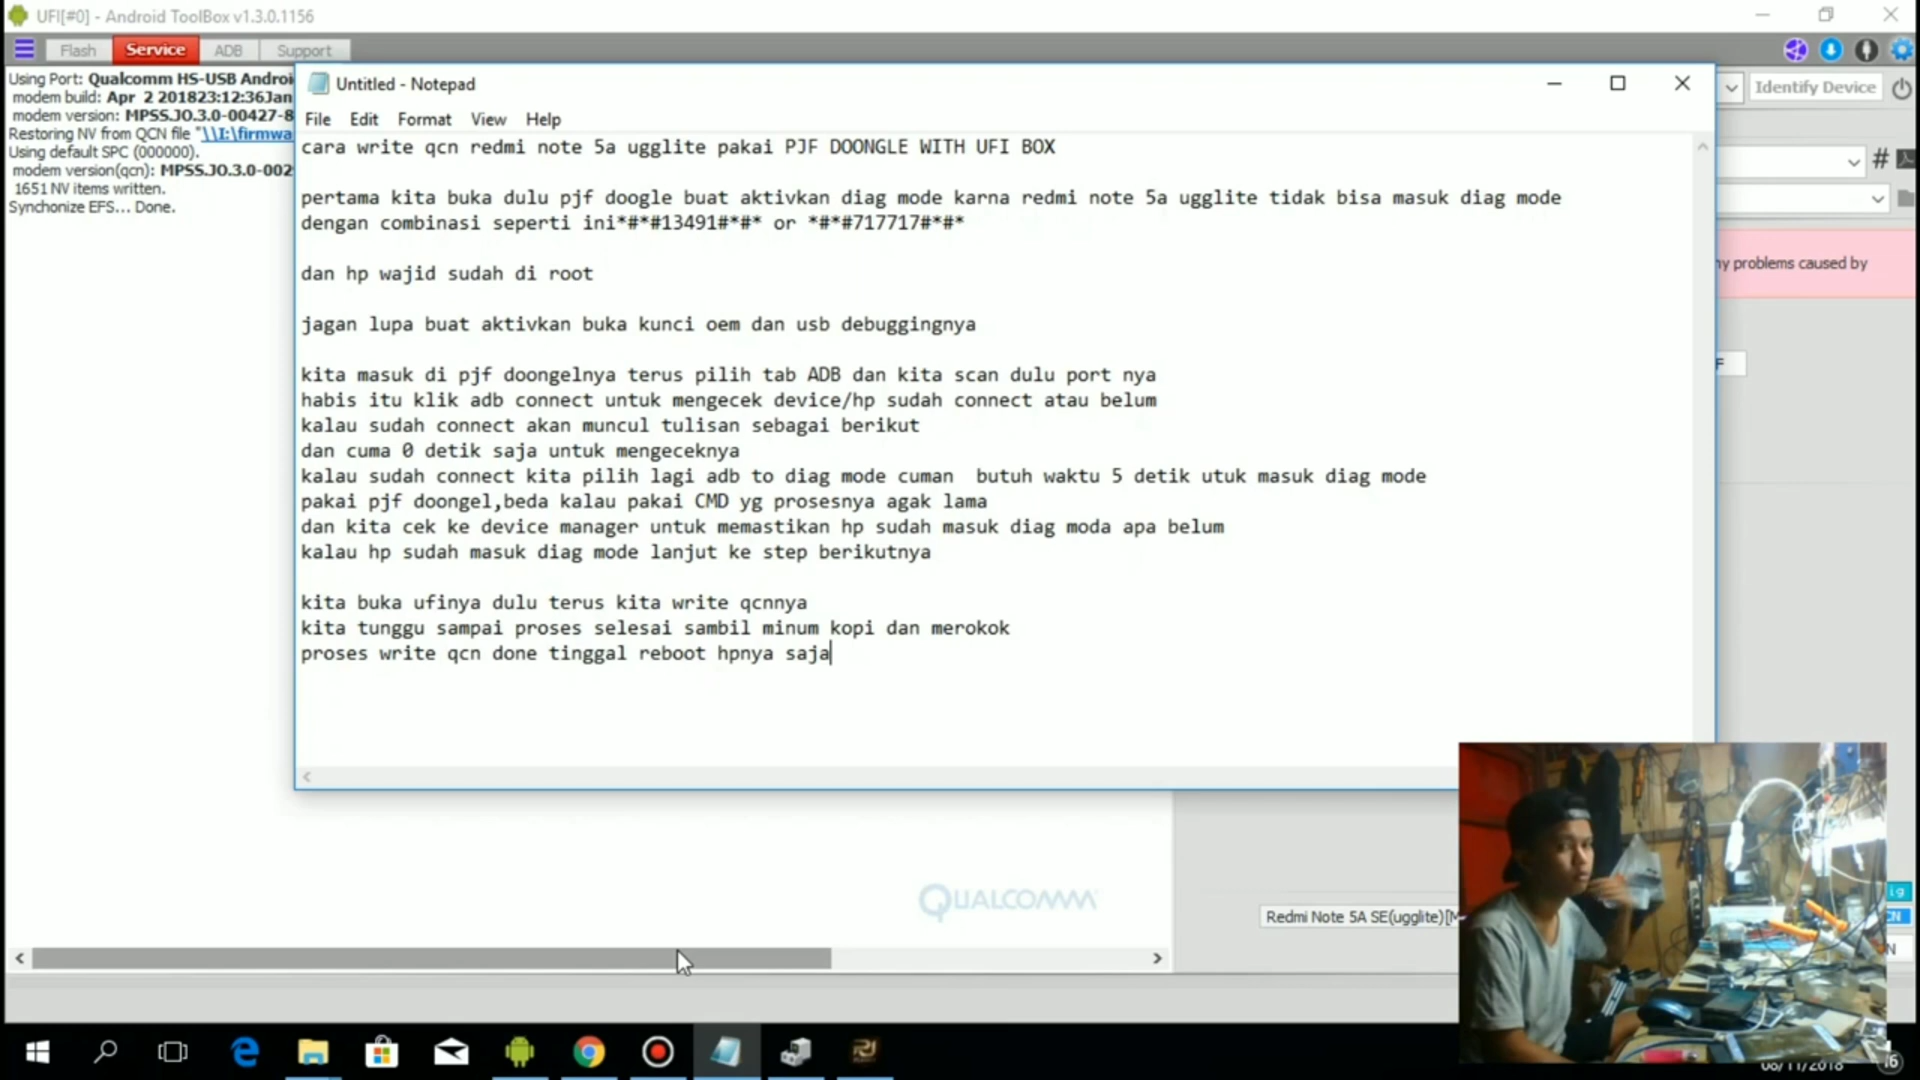 UFI[#0] - Android ToolBox v1.3.0.1156
Flash Service ADB Support
Using Port: Qualcomm HS-USB Androi
modem build: Apr 2 201823:12:36Jan
modem version: MPSS.JO.3.0-00427-8
Restoring NV from QCN file "\\I:\firmwa
Using default SPC (000000).
modem version(qcn): MPSS.JO.3.0-002
1651 NV items written.
Synchonize EFS... Done.
Identify Device
#
ny problems caused by
F
Untitled - Notepad
File Edit Format View Help
cara write qcn redmi note 5a ugglite pakai PJF DOONGLE WITH UFI BOX
pertama kita buka dulu pjf doogle buat aktivkan diag mode karna redmi note 5a ugglite tidak bisa masuk diag mode
dengan combinasi seperti ini*#*#13491#*#* or *#*#717717#*#*
dan hp wajid sudah di root
jagan lupa buat aktivkan buka kunci oem dan usb debuggingnya
kita masuk di pjf doongelnya terus pilih tab ADB dan kita scan dulu port nya
habis itu klik adb connect untuk mengecek device/hp sudah connect atau belum
kalau sudah connect akan muncul tulisan sebagai berikut
dan cuma 0 detik saja untuk mengeceknya
kalau sudah connect kita pilih lagi adb to diag mode cuman  butuh waktu 5 detik utuk masuk diag mode
pakai pjf doongel,beda kalau pakai CMD yg prosesnya agak lama
dan kita cek ke device manager untuk memastikan hp sudah masuk diag moda apa belum
kalau hp sudah masuk diag mode lanjut ke step berikutnya
kita buka ufinya dulu terus kita write qcnnya
kita tunggu sampai proses selesai sambil minum kopi dan merokok
proses write qcn done tinggal reboot hpnya saja
QUALCOMM
Redmi Note 5A SE(ugglite)[M
ig
CN
N
08/11/2018